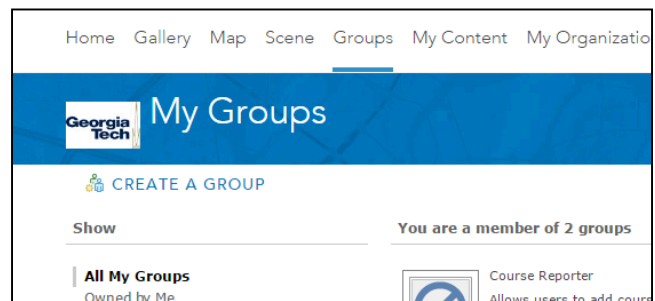 Home Gallery Map Scene Groups My Content My Organizatio
Georgia
Tech
My Groups
CREATE A GROUP
Show
You are a member of 2 groups
All My Groups
Owned by Me
Course Reporter
Allows users to add cours